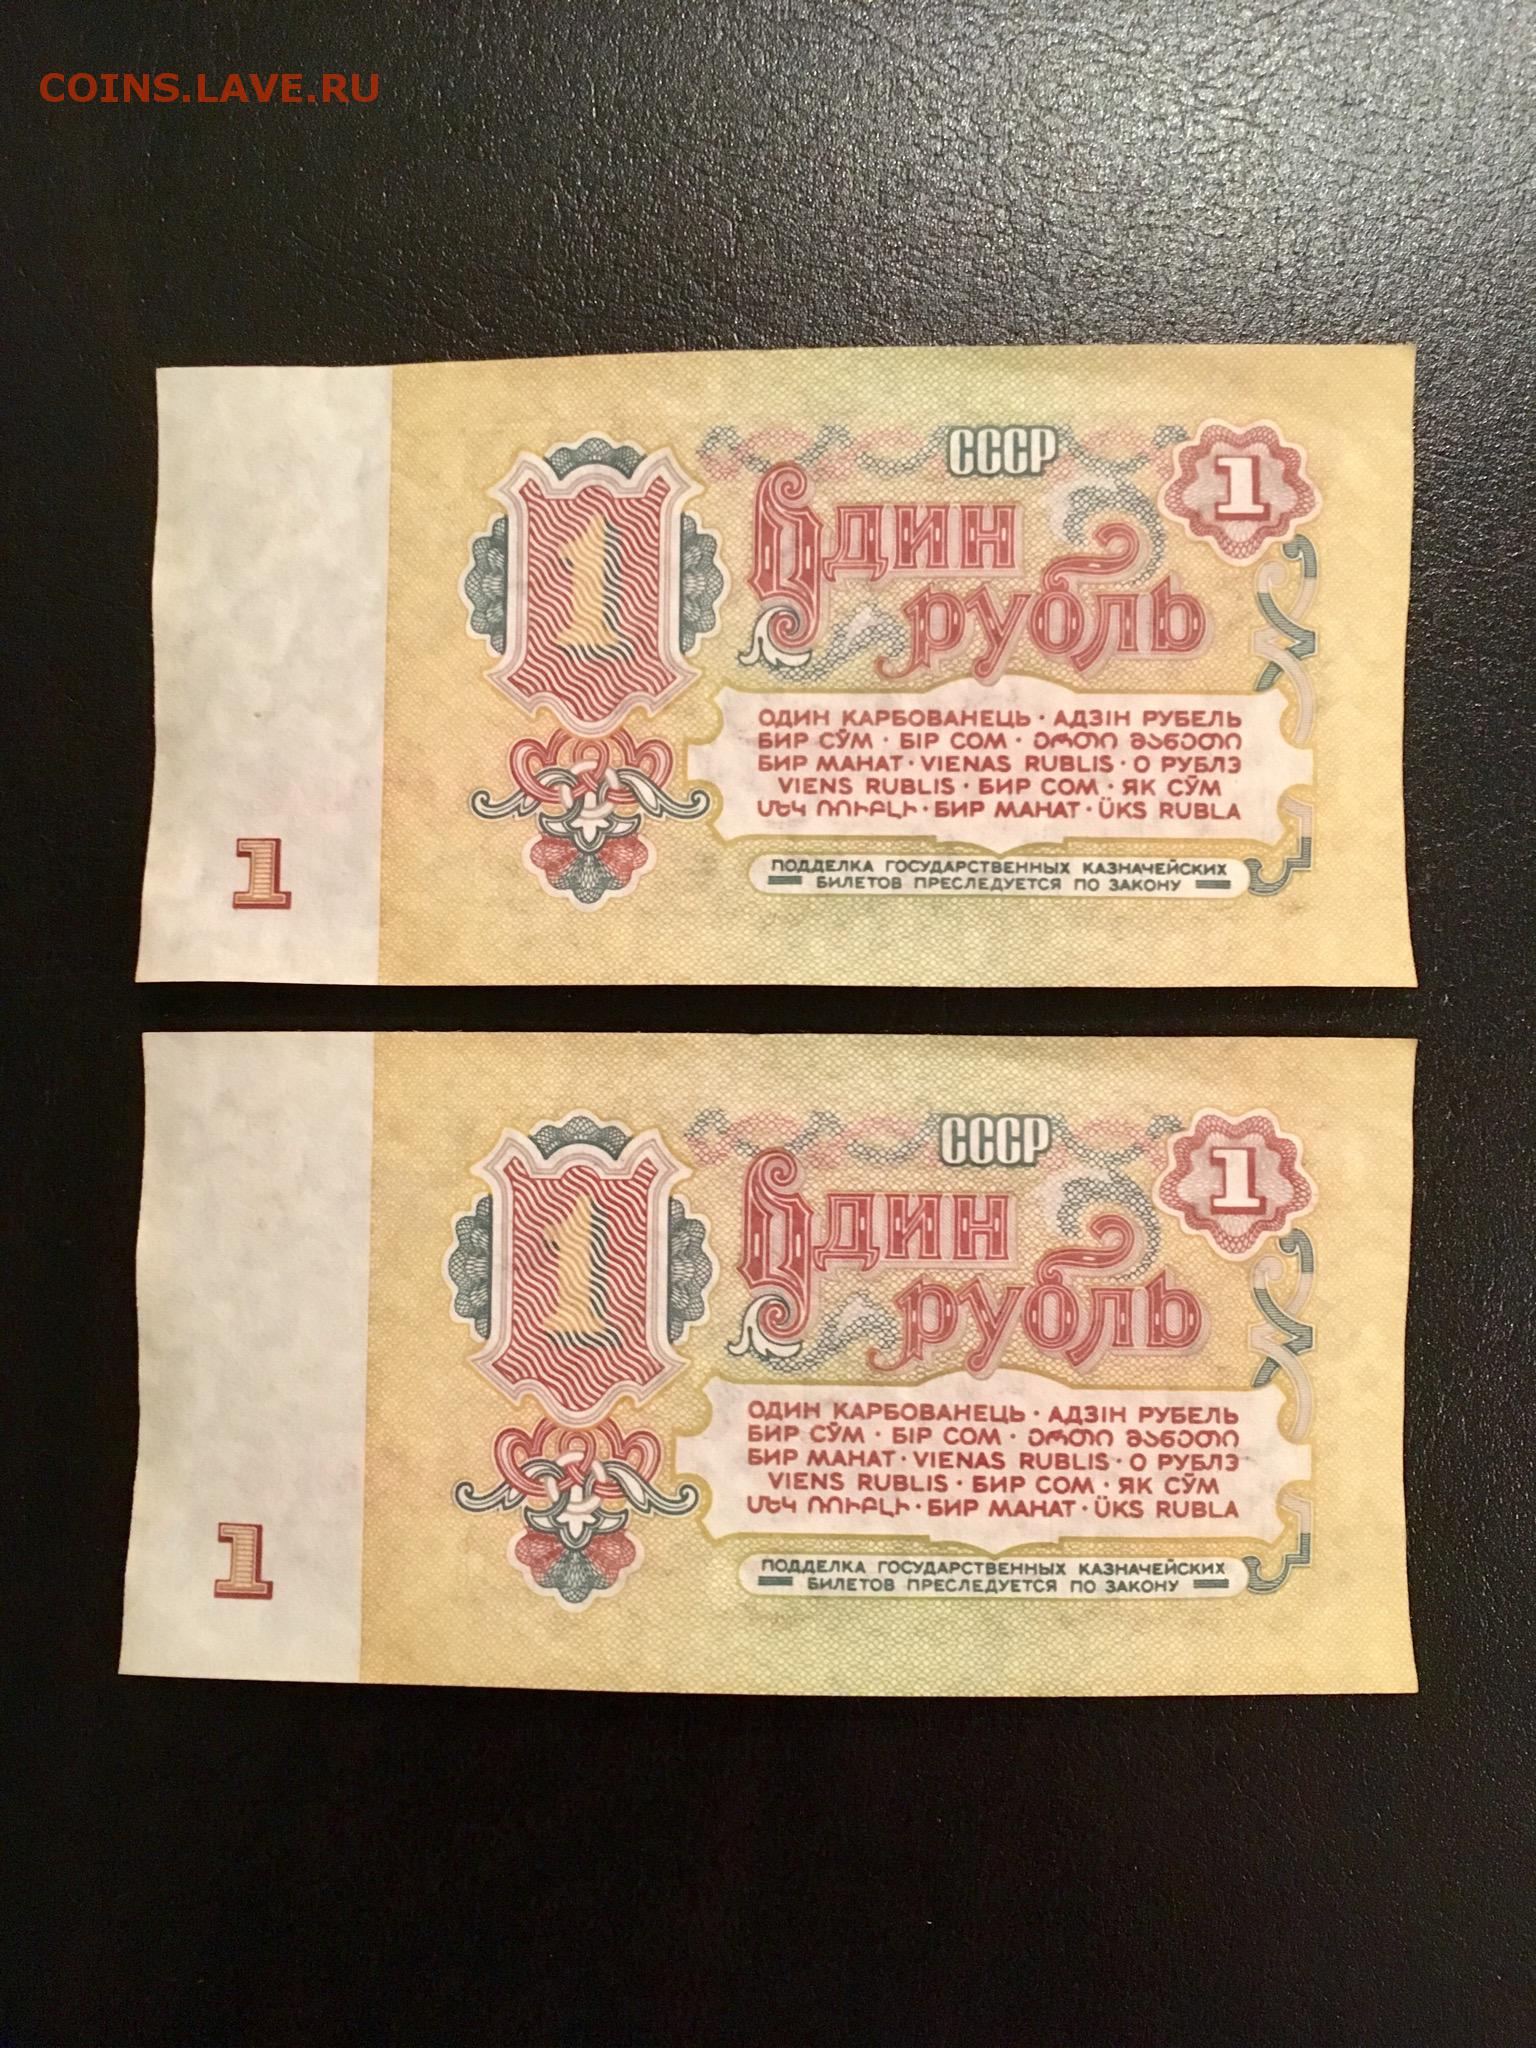 COINS.LAVE.RU
СССР
1
1
Один
рубль
ОДИН КАРБОВАНЕЦЬ · АДЗІН РУБЕЛЬ
БИР СЎМ · БІР СОМ · ᲔᲠᲗᲘ ᲛᲐᲜᲔᲗᲘ
БИР МАНАТ · VIENAS RUBLIS · О РУБЛЭ
VIENS RUBLIS · БИР СОМ · ЯК СӮМ
ՄԵԿ ՌՈՒԲԼԻ · БИР МАНАТ · ÜKS RUBLA
1
ПОДДЕЛКА ГОСУДАРСТВЕННЫХ КАЗНАЧЕЙСКИХ
БИЛЕТОВ ПРЕСЛЕДУЕТСЯ ПО ЗАКОНУ
СССР
1
1
Один
рубль
ОДИН КАРБОВАНЕЦЬ · АДЗІН РУБЕЛЬ
БИР СЎМ · БІР СОМ · ᲔᲠᲗᲘ ᲛᲐᲜᲔᲗᲘ
БИР МАНАТ · VIENAS RUBLIS · О РУБЛЭ
VIENS RUBLIS · БИР СОМ · ЯК СӮМ
ՄԵԿ ՌՈՒԲԼԻ · БИР МАНАТ · ÜKS RUBLA
1
ПОДДЕЛКА ГОСУДАРСТВЕННЫХ КАЗНАЧЕЙСКИХ
БИЛЕТОВ ПРЕСЛЕДУЕТСЯ ПО ЗАКОНУ